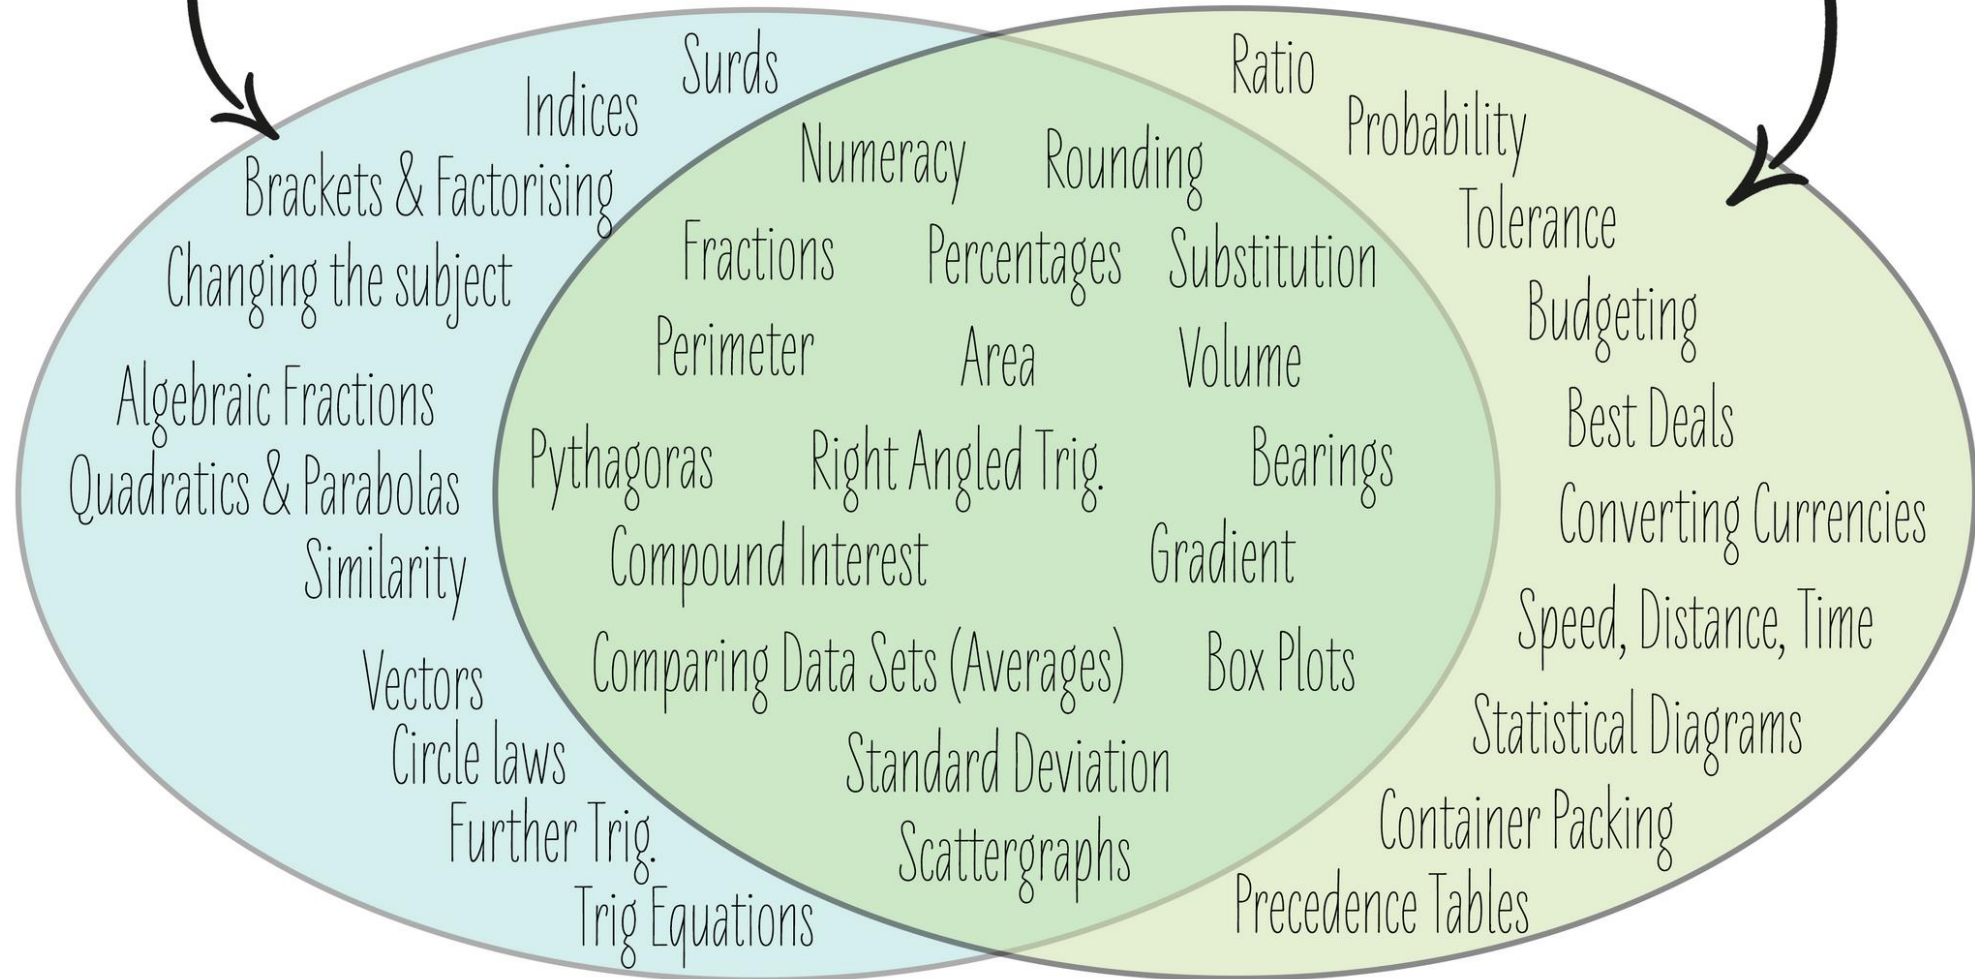 Surds
Indices
Brackets & Factorising
Changing the subject
Algebraic Fractions
Quadratics & Parabolas
Similarity
Vectors
Circle laws
Further Trig.
Trig Equations
Numeracy Rounding
Fractions Percentages Substitution
Perimeter Area Volume
Pythagoras Right Angled Trig. Bearings
Compound Interest Gradient
Comparing Data Sets (Averages) Box Plots
Standard Deviation
Scattergraphs
Ratio
Probability
Tolerance
Budgeting
Best Deals
Converting Currencies
Speed, Distance, Time
Statistical Diagrams
Container Packing
Precedence Tables